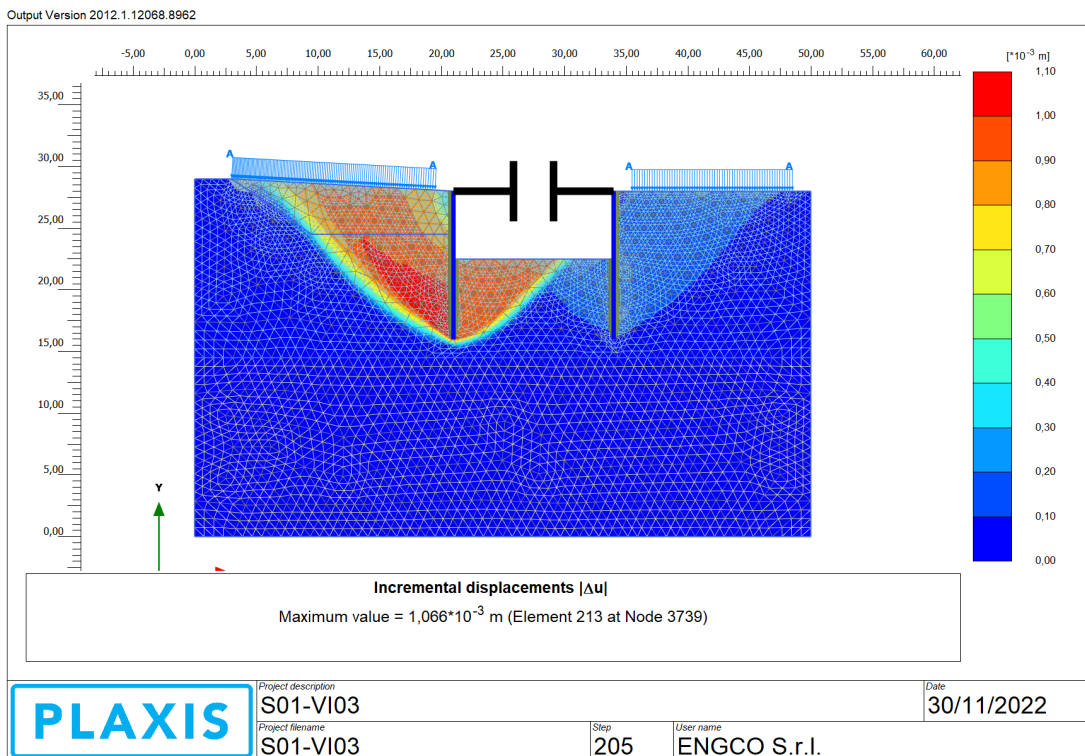 Output Version 2012.1.12068.8962
-5,00 0,00 5,00 10,00 15,00 20,00 25,00 30,00 35,00 40,00 45,00 50,00 55,00 60,00
[*10⁻³ m]
35,00
30,00
25,00
20,00
15,00
10,00
5,00
0,00
A A A A
Y
1,10
1,00
0,90
0,80
0,70
0,60
0,50
0,40
0,30
0,20
0,10
0,00
Incremental displacements |Δu|
Maximum value = 1,066*10⁻³ m (Element 213 at Node 3739)
PLAXIS
Project description
S01-VI03
Date
30/11/2022
Project filename
S01-VI03
Step
205
User name
ENGCO S.r.l.